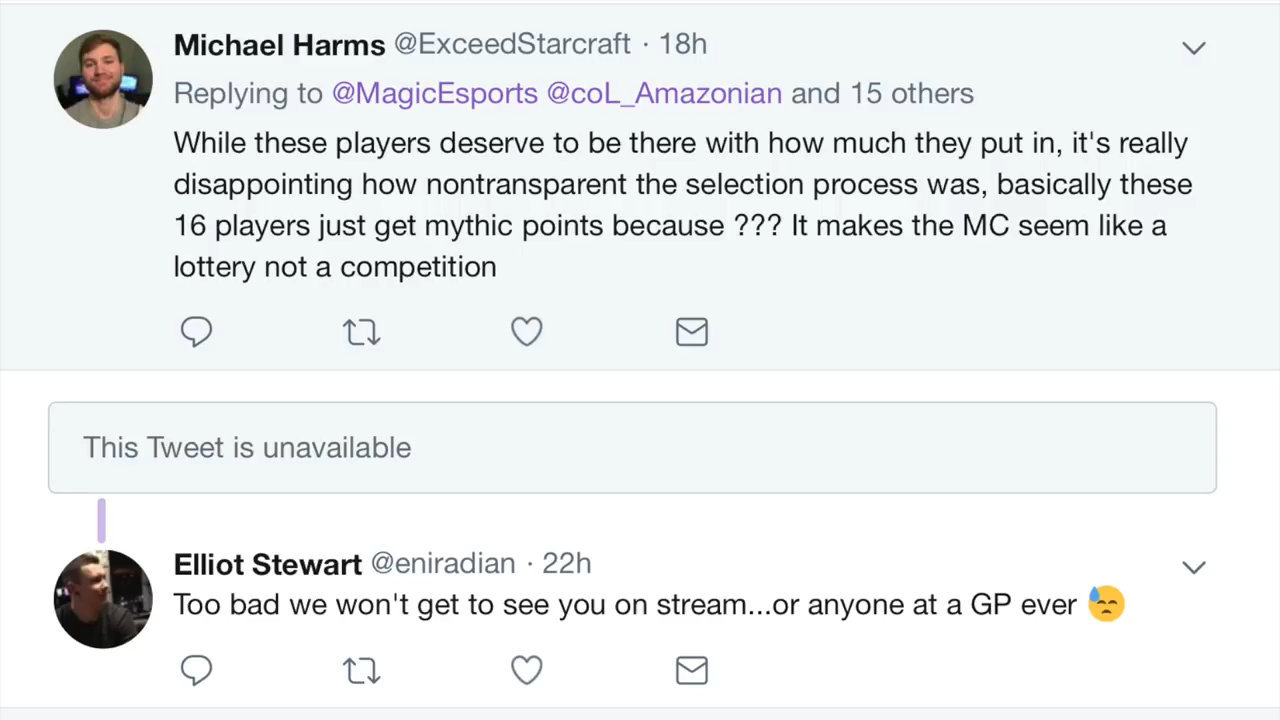 Michael Harms @ExceedStarcraft · 18h
Replying to @MagicEsports @coL_Amazonian and 15 others
While these players deserve to be there with how much they put in, it's really
disappointing how nontransparent the selection process was, basically these
16 players just get mythic points because ??? It makes the MC seem like a
lottery not a competition
This Tweet is unavailable
Elliot Stewart @eniradian · 22h
Too bad we won't get to see you on stream...or anyone at a GP ever 😓